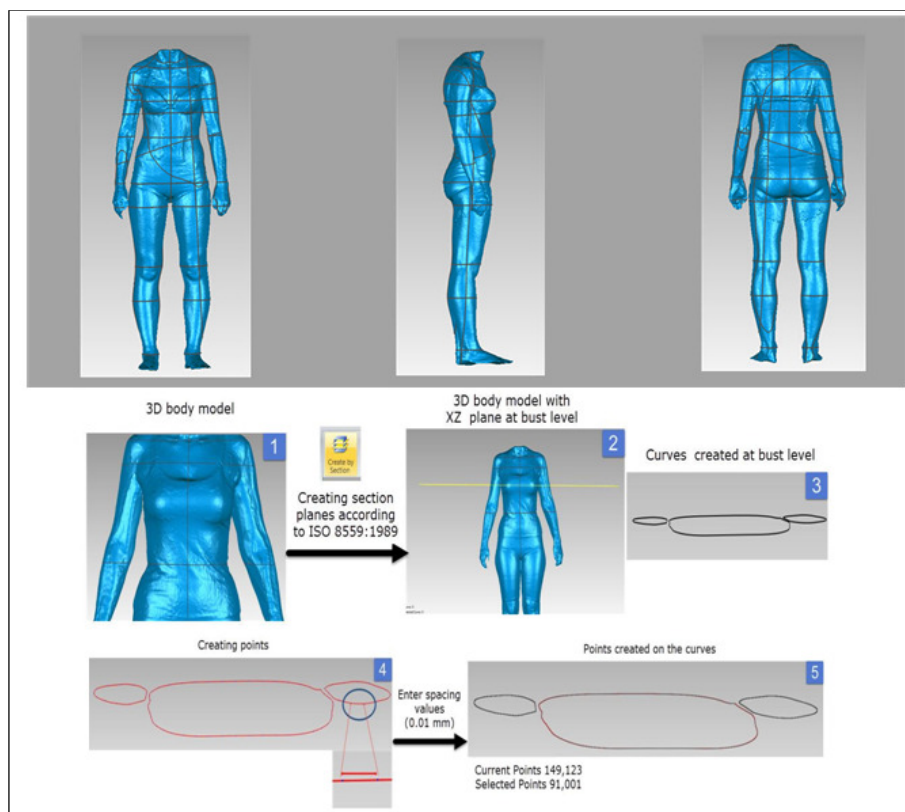 3D body model
1
Create by
Section
Creating section
planes according
to ISO 8559:1989
3D body model with
XZ plane at bust level
2
Curves created at bust level
3
Creating points
4
Enter spacing
values
(0.01 mm)
Points created on the curves
5
Current Points 149,123
Selected Points 91,001